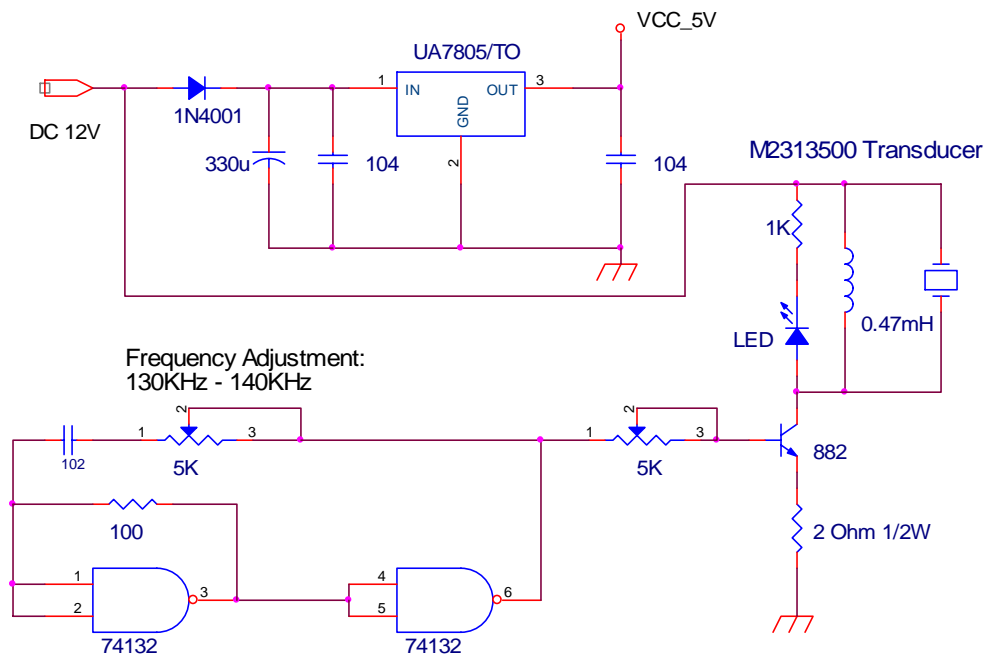 VCC_5V
UA7805/TO
1
IN
OUT
3
GND
2
DC 12V
1N4001
330u
104
104
M2313500 Transducer
1K
0.47mH
LED
Frequency Adjustment:
130KHz - 140KHz
2
1
3
5K
102
2
1
3
5K
882
100
2 Ohm 1/2W
1
2
3
74132
4
5
6
74132